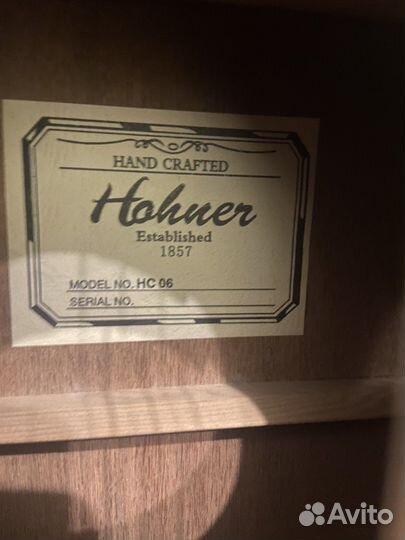 HAND CRAFTED
Hohner
Established
1857
MODEL NO. HC 06
SERIAL NO.
Avito